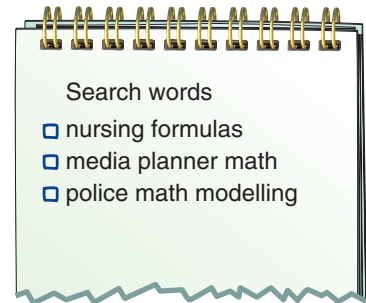 Search words
nursing formulas
media planner math
police math modelling